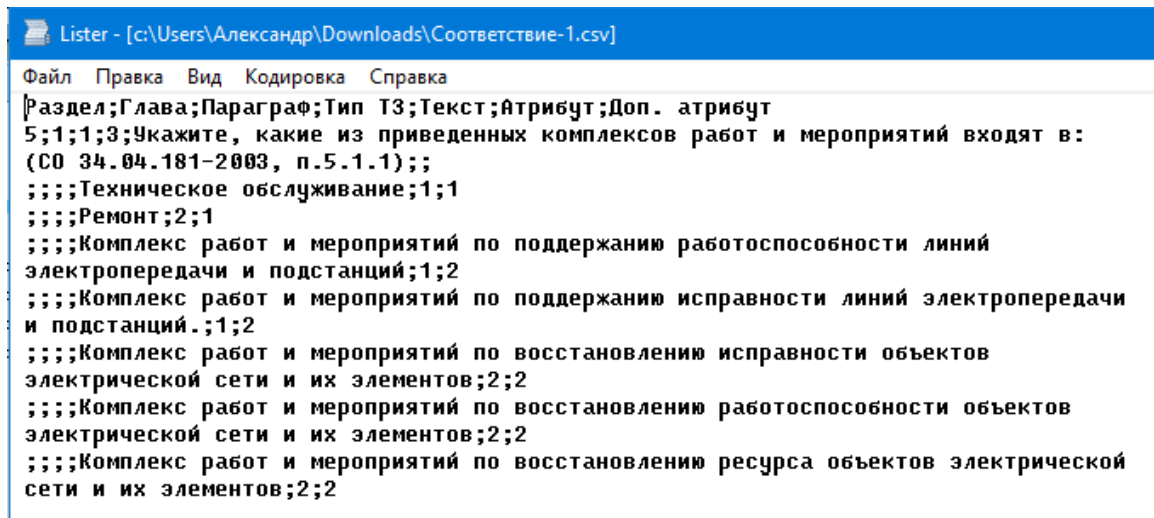 Lister - [c:\Users\Александр\Downloads\Соответствие-1.csv]
Файл Правка Вид Кодировка Справка
Раздел;Глава;Параграф;Тип ТЗ;Текст;Атрибут;Доп. атрибут
5;1;1;3;Укажите, какие из приведенных комплексов работ и мероприятий входят в:
(СО 34.04.181-2003, п.5.1.1);;
;;;;Техническое обслуживание;1;1
;;;;Ремонт;2;1
;;;;Комплекс работ и мероприятий по поддержанию работоспособности линий
электропередачи и подстанций;1;2
;;;;Комплекс работ и мероприятий по поддержанию исправности линий электропередачи
и подстанций.;1;2
;;;;Комплекс работ и мероприятий по восстановлению исправности объектов
электрической сети и их элементов;2;2
;;;;Комплекс работ и мероприятий по восстановлению работоспособности объектов
электрической сети и их элементов;2;2
;;;;Комплекс работ и мероприятий по восстановлению ресурса объектов электрической
сети и их элементов;2;2